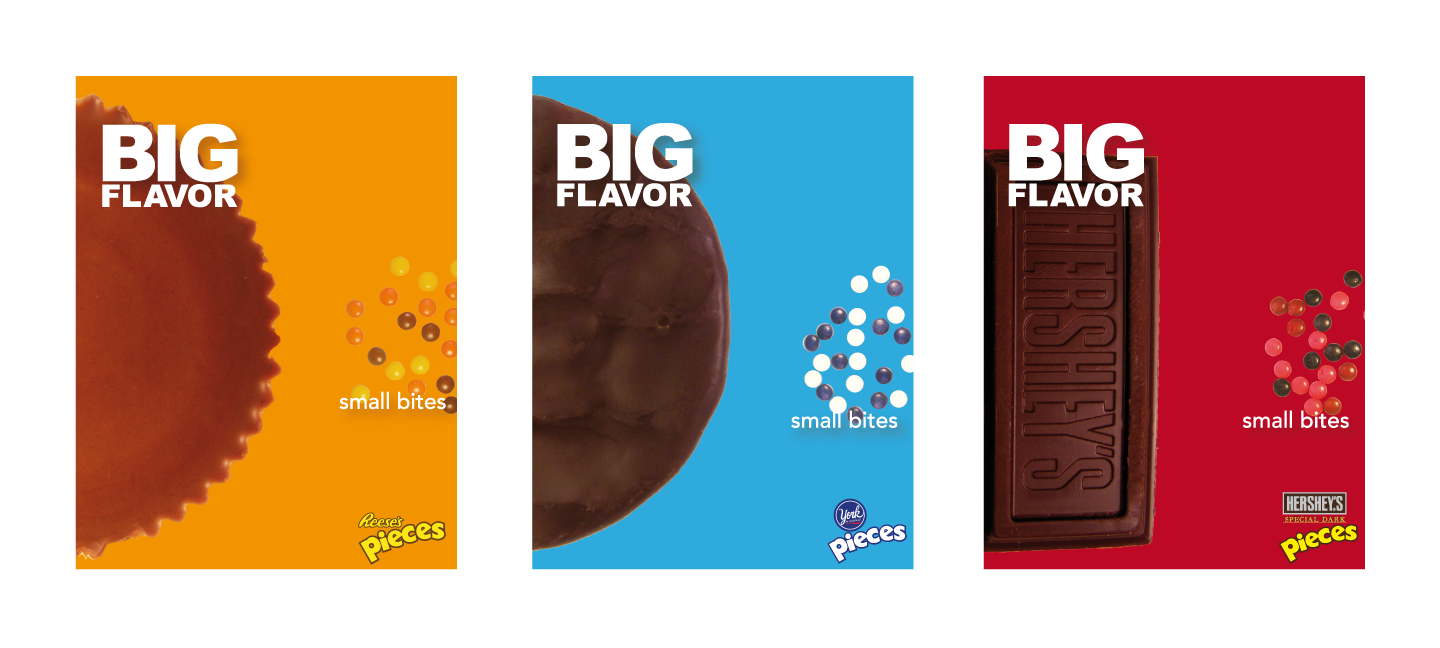 BIG
FLAVOR
small bites
Reese's
pieces
BIG
FLAVOR
small bites
York
pieces
BIG
FLAVOR
HERSHEY'S
small bites
HERSHEY'S
SPECIAL DARK
pieces